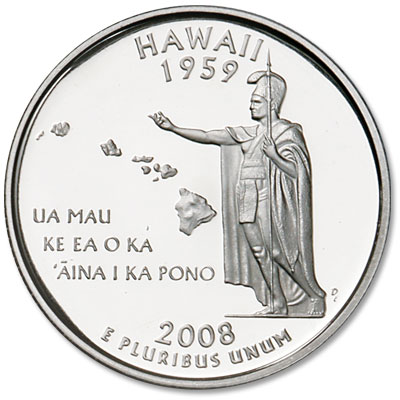 HAWAII
1959
UA MAU
KE EA O KA
ʻĀINA I KA PONO
2008
E PLURIBUS UNUM